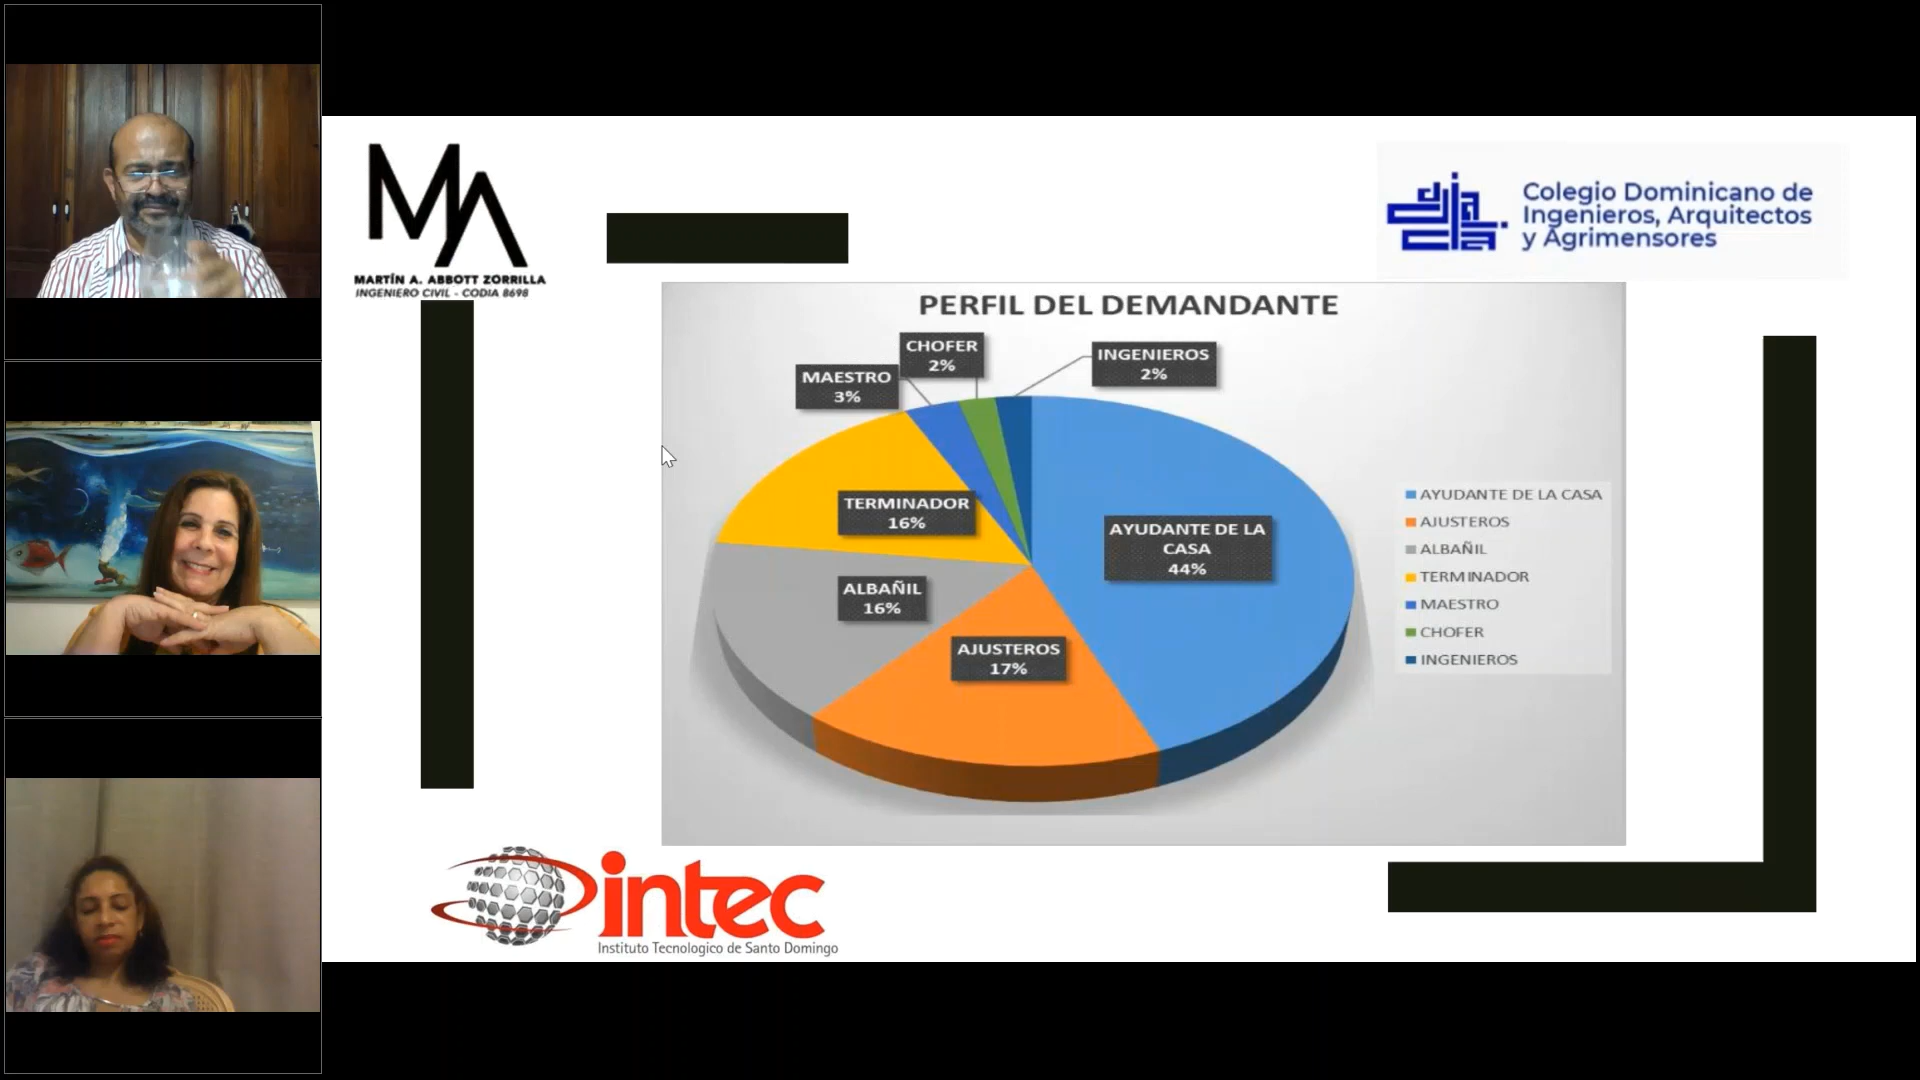 MA
MARTÍN A. ABBOTT ZORRILLA
INGENIERO CIVIL - CODIA 8698
Colegio Dominicano de
Ingenieros, Arquitectos
y Agrimensores
PERFIL DEL DEMANDANTE
CHOFER
2%
INGENIEROS
2%
MAESTRO
3%
TERMINADOR
16%
AYUDANTE DE LA
CASA
44%
ALBAÑIL
16%
AJUSTEROS
17%
AYUDANTE DE LA CASA
AJUSTEROS
ALBAÑIL
TERMINADOR
MAESTRO
CHOFER
INGENIEROS
intec
Instituto Tecnologico de Santo Domingo